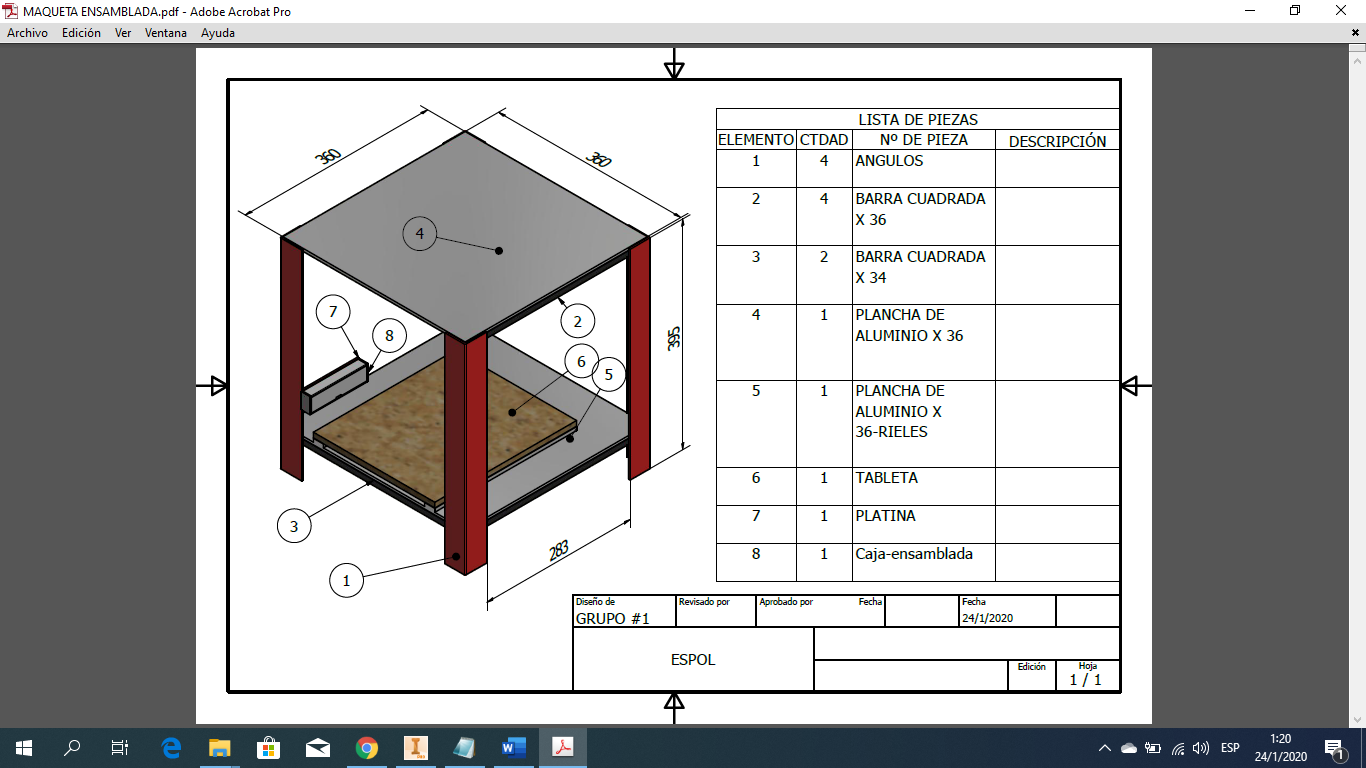 MAQUETA ENSAMBLADA.pdf - Adobe Acrobat Pro
Archivo Edición Ver Ventana Ayuda
360
360
4
7
8
2
6
5
395
3
1
283
LISTA DE PIEZAS
ELEMENTO CTDAD Nº DE PIEZA DESCRIPCIÓN
1 4 ANGULOS
2 4 BARRA CUADRADA
X 36
3 2 BARRA CUADRADA
X 34
4 1 PLANCHA DE
ALUMINIO X 36
5 1 PLANCHA DE
ALUMINIO X
36-RIELES
6 1 TABLETA
7 1 PLATINA
8 1 Caja-ensamblada
Diseño de Revisado por Aprobado por Fecha Fecha
GRUPO #1 24/1/2020
ESPOL
Edición Hoja
1 / 1
ESP
1:20
24/1/2020
1